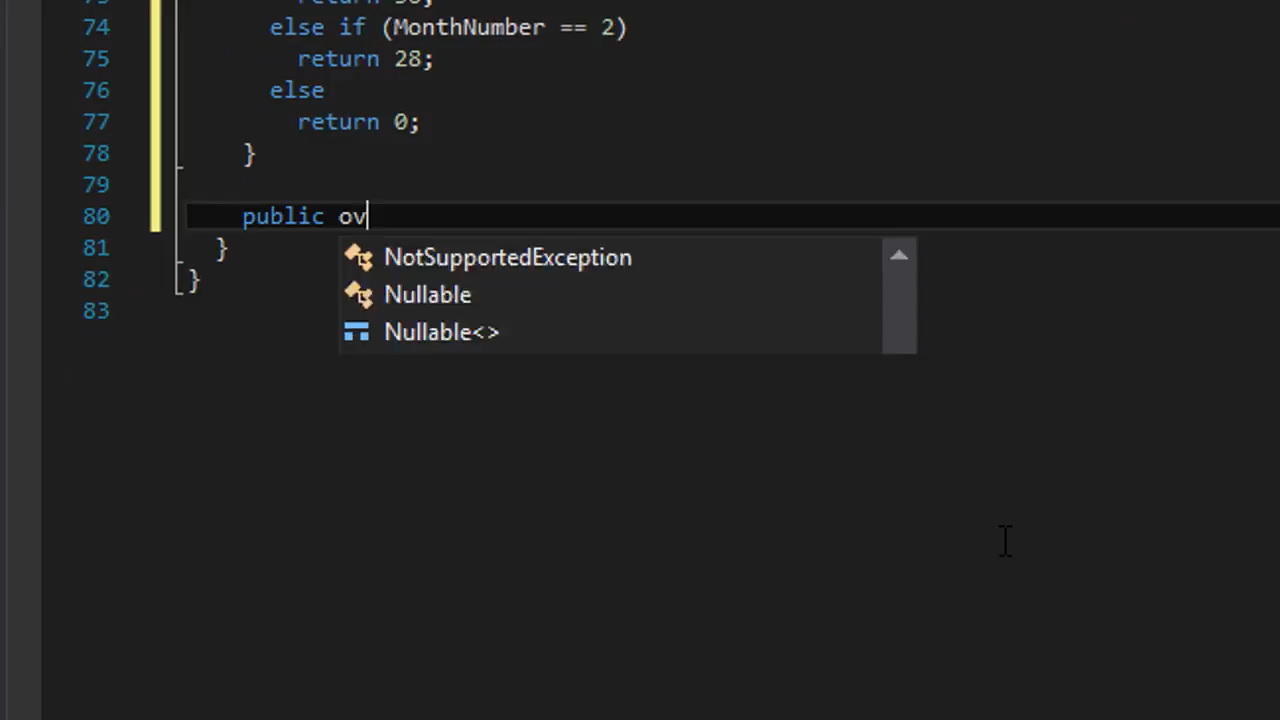 74 else if (MonthNumber == 2)
75 return 28;
76 else
77 return 0;
78 }
79
80 public ov
81 }
82 }
83
NotSupportedException
Nullable
Nullable<>